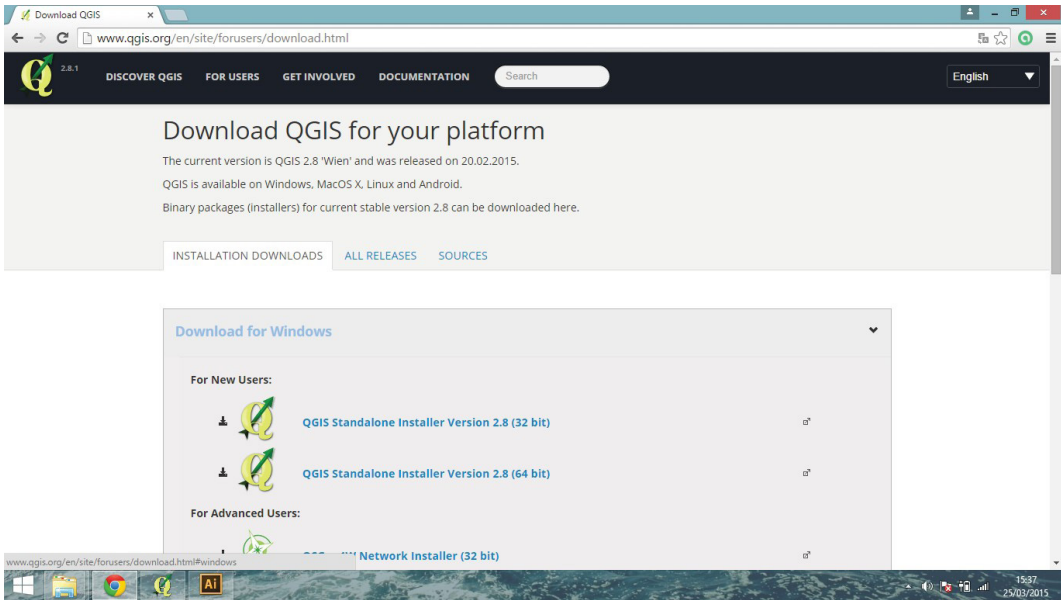 Download QGIS
www.qgis.org/en/site/forusers/download.html
2.8.1
DISCOVER QGIS FOR USERS GET INVOLVED DOCUMENTATION Search English
Download QGIS for your platform
The current version is QGIS 2.8 'Wien' and was released on 20.02.2015.
QGIS is available on Windows, MacOS X, Linux and Android.
Binary packages (installers) for current stable version 2.8 can be downloaded here.
INSTALLATION DOWNLOADS ALL RELEASES SOURCES
Download for Windows
For New Users:
QGIS Standalone Installer Version 2.8 (32 bit)
QGIS Standalone Installer Version 2.8 (64 bit)
For Advanced Users:
Network Installer (32 bit)
www.qgis.org/en/site/forusers/download.html#windows
Ai
15:37
25/03/2015